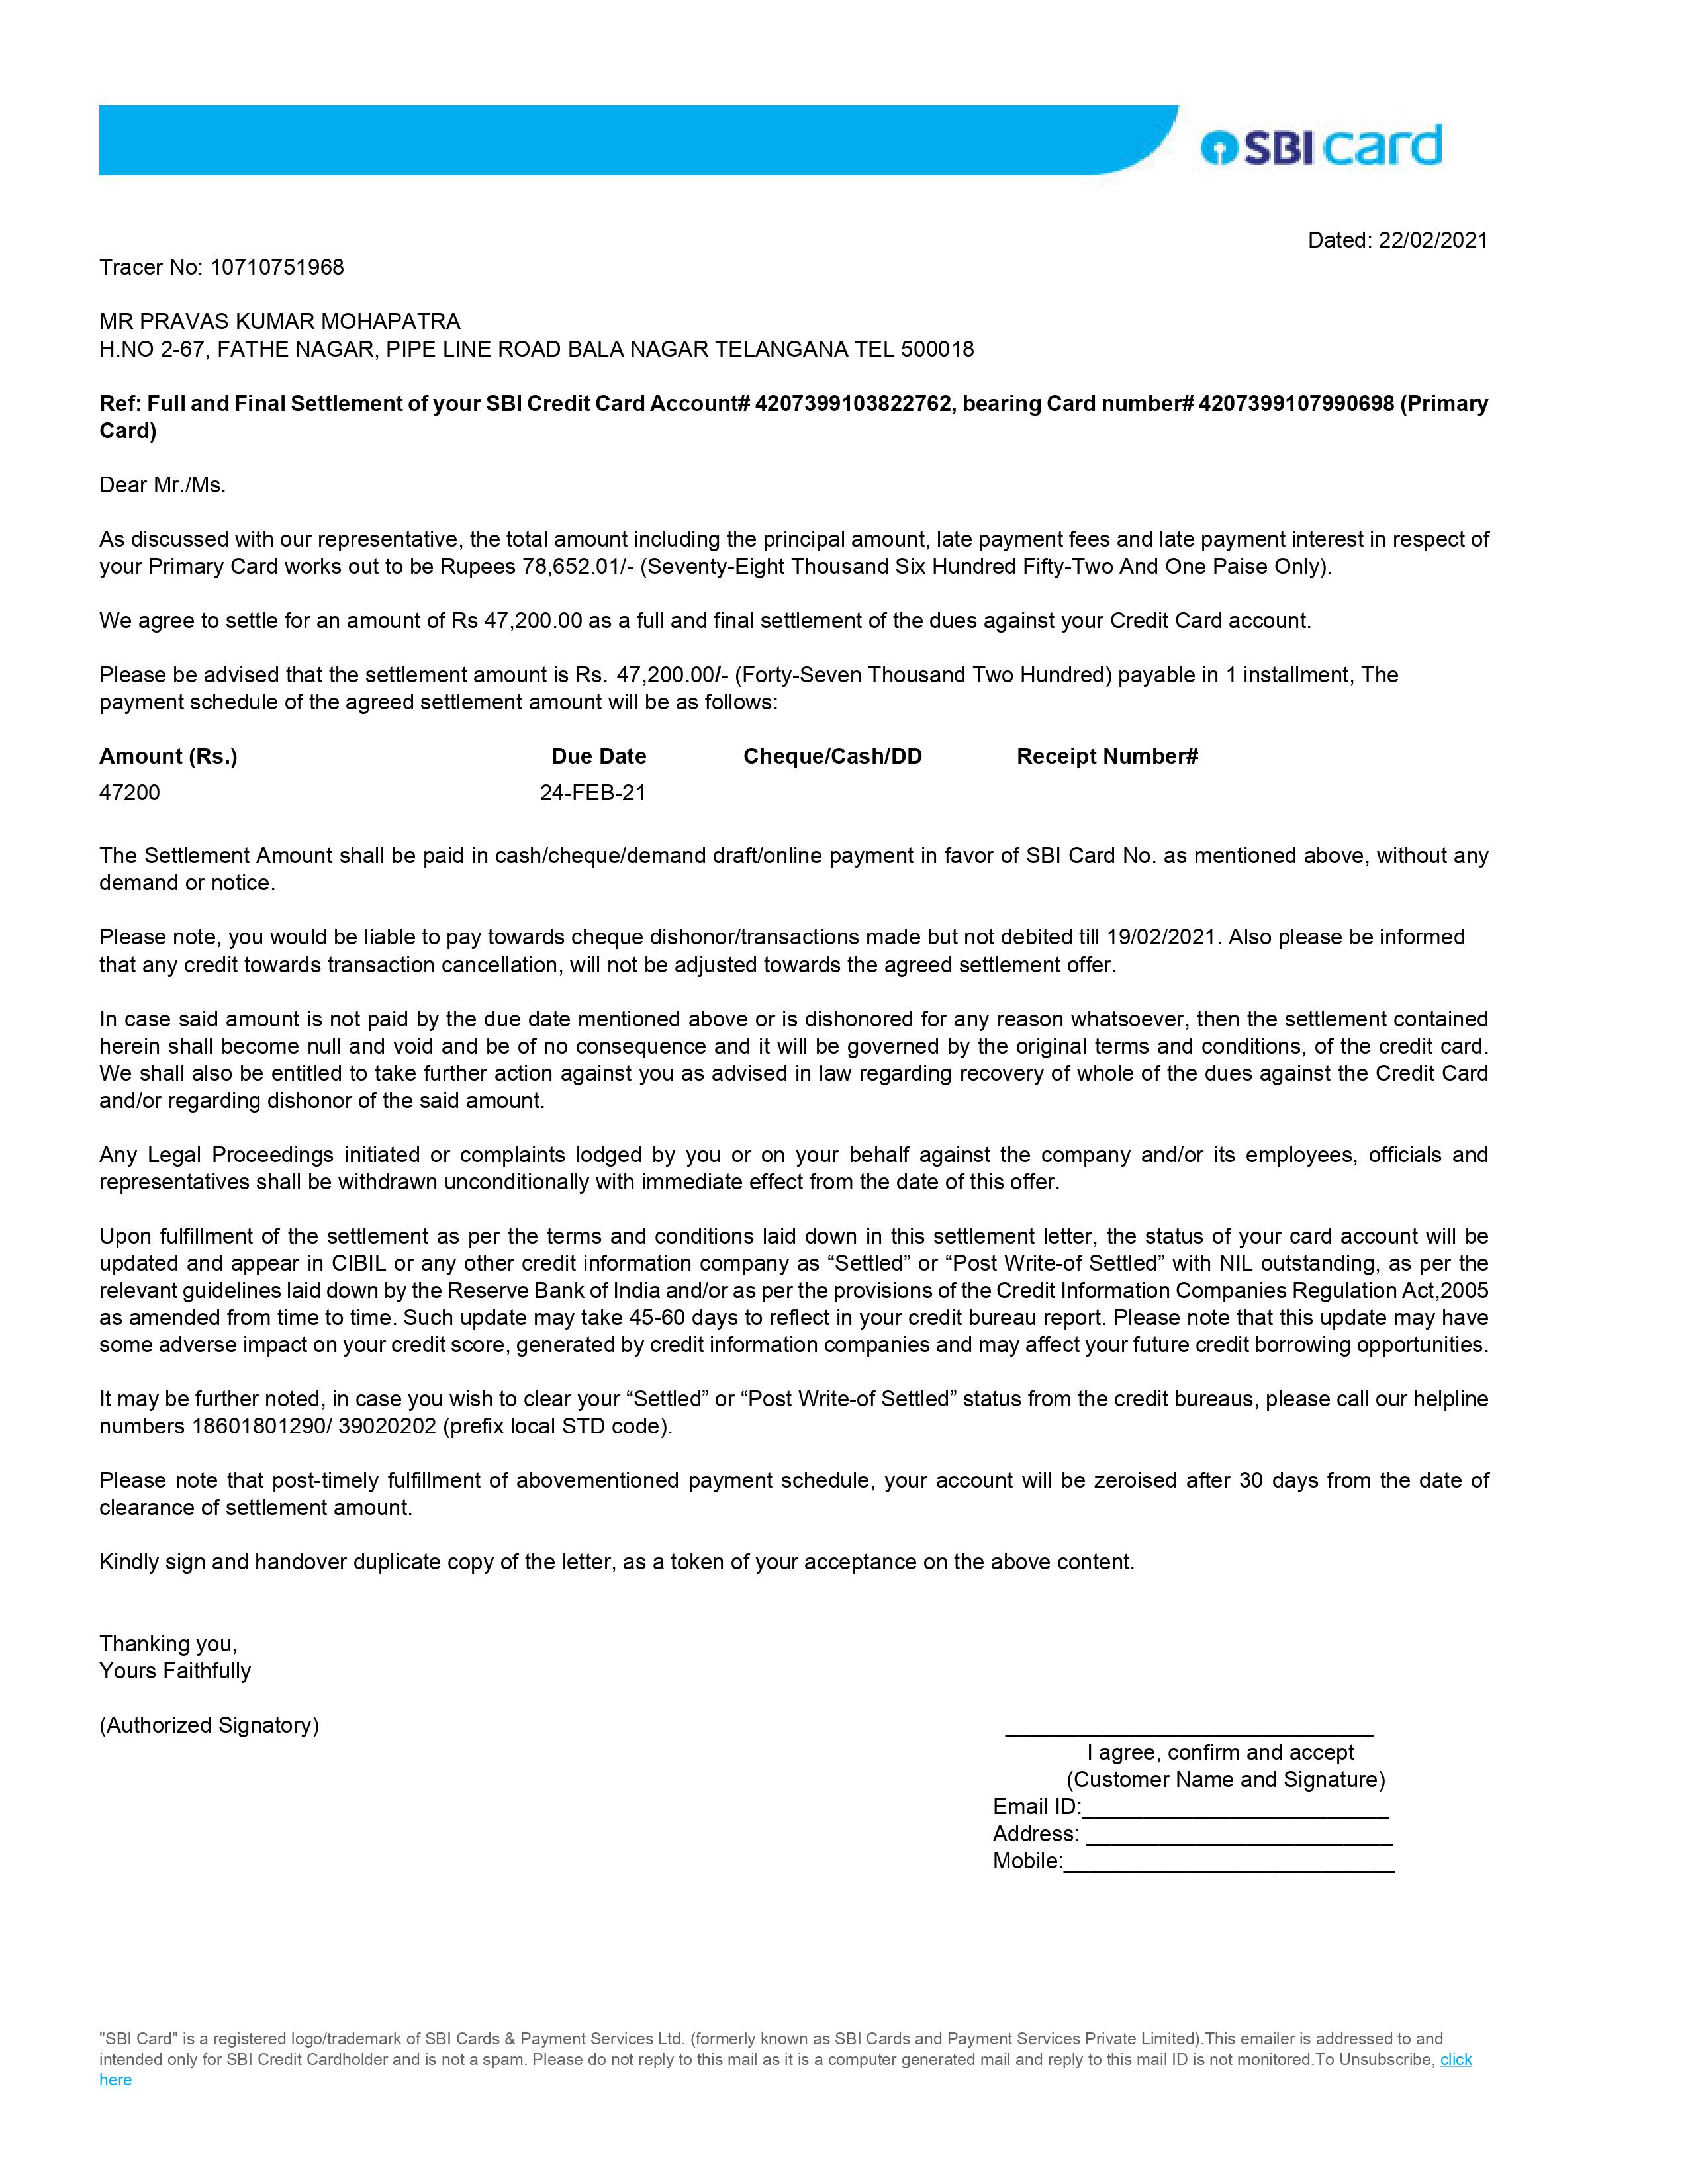 SBI card
Dated: 22/02/2021
Tracer No: 10710751968
MR PRAVAS KUMAR MOHAPATRA
H.NO 2-67, FATHE NAGAR, PIPE LINE ROAD BALA NAGAR TELANGANA TEL 500018
Ref: Full and Final Settlement of your SBI Credit Card Account# 4207399103822762, bearing Card number# 4207399107990698 (Primary
Card)
Dear Mr./Ms.
As discussed with our representative, the total amount including the principal amount, late payment fees and late payment interest in respect of
your Primary Card works out to be Rupees 78,652.01/- (Seventy-Eight Thousand Six Hundred Fifty-Two And One Paise Only).
We agree to settle for an amount of Rs 47,200.00 as a full and final settlement of the dues against your Credit Card account.
Please be advised that the settlement amount is Rs. 47,200.00/- (Forty-Seven Thousand Two Hundred) payable in 1 installment, The
payment schedule of the agreed settlement amount will be as follows:
Amount (Rs.) Due Date Cheque/Cash/DD Receipt Number#
47200 24-FEB-21
The Settlement Amount shall be paid in cash/cheque/demand draft/online payment in favor of SBI Card No. as mentioned above, without any
demand or notice.
Please note, you would be liable to pay towards cheque dishonor/transactions made but not debited till 19/02/2021. Also please be informed
that any credit towards transaction cancellation, will not be adjusted towards the agreed settlement offer.
In case said amount is not paid by the due date mentioned above or is dishonored for any reason whatsoever, then the settlement contained
herein shall become null and void and be of no consequence and it will be governed by the original terms and conditions, of the credit card.
We shall also be entitled to take further action against you as advised in law regarding recovery of whole of the dues against the Credit Card
and/or regarding dishonor of the said amount.
Any Legal Proceedings initiated or complaints lodged by you or on your behalf against the company and/or its employees, officials and
representatives shall be withdrawn unconditionally with immediate effect from the date of this offer.
Upon fulfillment of the settlement as per the terms and conditions laid down in this settlement letter, the status of your card account will be
updated and appear in CIBIL or any other credit information company as “Settled” or “Post Write-of Settled” with NIL outstanding, as per the
relevant guidelines laid down by the Reserve Bank of India and/or as per the provisions of the Credit Information Companies Regulation Act,2005
as amended from time to time. Such update may take 45-60 days to reflect in your credit bureau report. Please note that this update may have
some adverse impact on your credit score, generated by credit information companies and may affect your future credit borrowing opportunities.
It may be further noted, in case you wish to clear your “Settled” or “Post Write-of Settled” status from the credit bureaus, please call our helpline
numbers 18601801290/ 39020202 (prefix local STD code).
Please note that post-timely fulfillment of abovementioned payment schedule, your account will be zeroised after 30 days from the date of
clearance of settlement amount.
Kindly sign and handover duplicate copy of the letter, as a token of your acceptance on the above content.
Thanking you,
Yours Faithfully
(Authorized Signatory)
I agree, confirm and accept
(Customer Name and Signature)
Email ID:
Address:
Mobile:
"SBI Card" is a registered logo/trademark of SBI Cards & Payment Services Ltd. (formerly known as SBI Cards and Payment Services Private Limited).This emailer is addressed to and
intended only for SBI Credit Cardholder and is not a spam. Please do not reply to this mail as it is a computer generated mail and reply to this mail ID is not monitored.To Unsubscribe, click
here